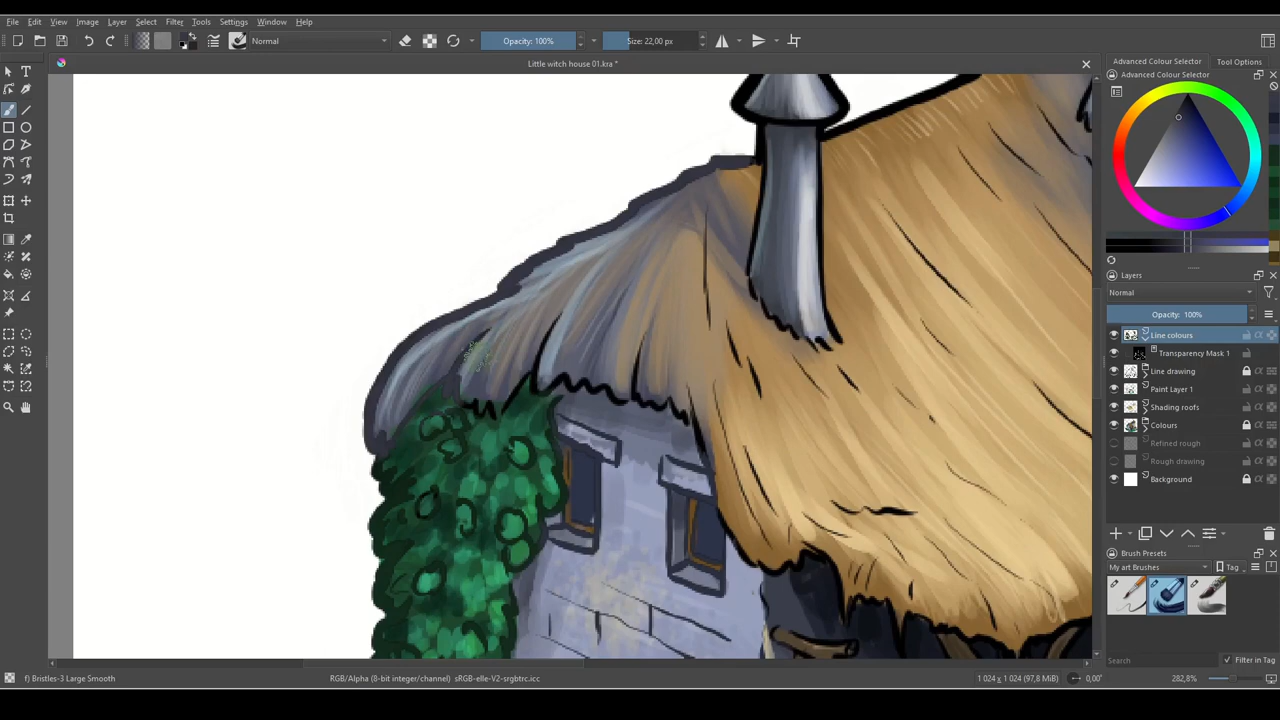 File Edit View Image Layer Select Filter Tools Settings Window Help
Normal Opacity: 100% Size: 22,00 px
Little witch house 01.kra *
Advanced Colour Selector Tool Options
Advanced Colour Selector
Layers
Normal
Opacity: 100%
Line colours
Transparency Mask 1
Line drawing
Paint Layer 1
Shading roofs
Colours
Refined rough
Rough drawing
Background
Brush Presets
My art Brushes Tag
Search Filter in Tag
f) Bristles-3 Large Smooth RGB/Alpha (8-bit integer/channel) sRGB-elle-V2-srgbtrc.icc 1 024 x 1 024 (97,8 MiB) 0,00° 282,8%